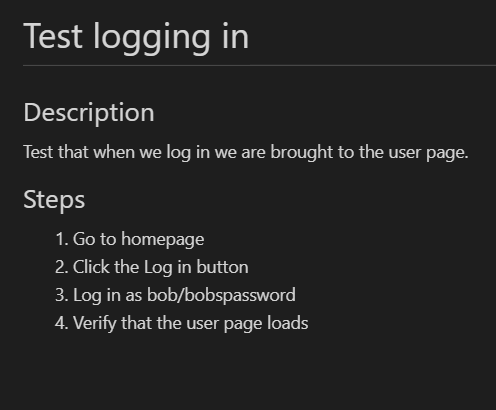 Test logging in
Description
Test that when we log in we are brought to the user page.
Steps
1. Go to homepage
2. Click the Log in button
3. Log in as bob/bobspassword
4. Verify that the user page loads